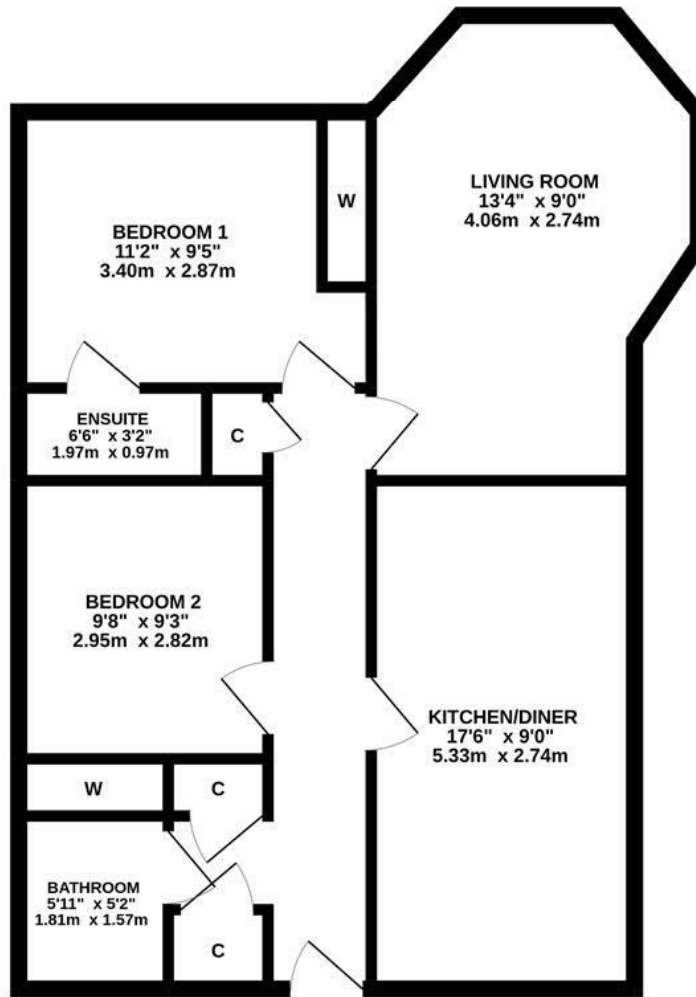 LIVING ROOM
13'4" x 9'0"
4.06m x 2.74m
W
BEDROOM 1
11'2" x 9'5"
3.40m x 2.87m
ENSUITE
6'6" x 3'2"
1.97m x 0.97m
C
BEDROOM 2
9'8" x 9'3"
2.95m x 2.82m
KITCHEN/DINER
17'6" x 9'0"
5.33m x 2.74m
W
C
BATHROOM
5'11" x 5'2"
1.81m x 1.57m
C